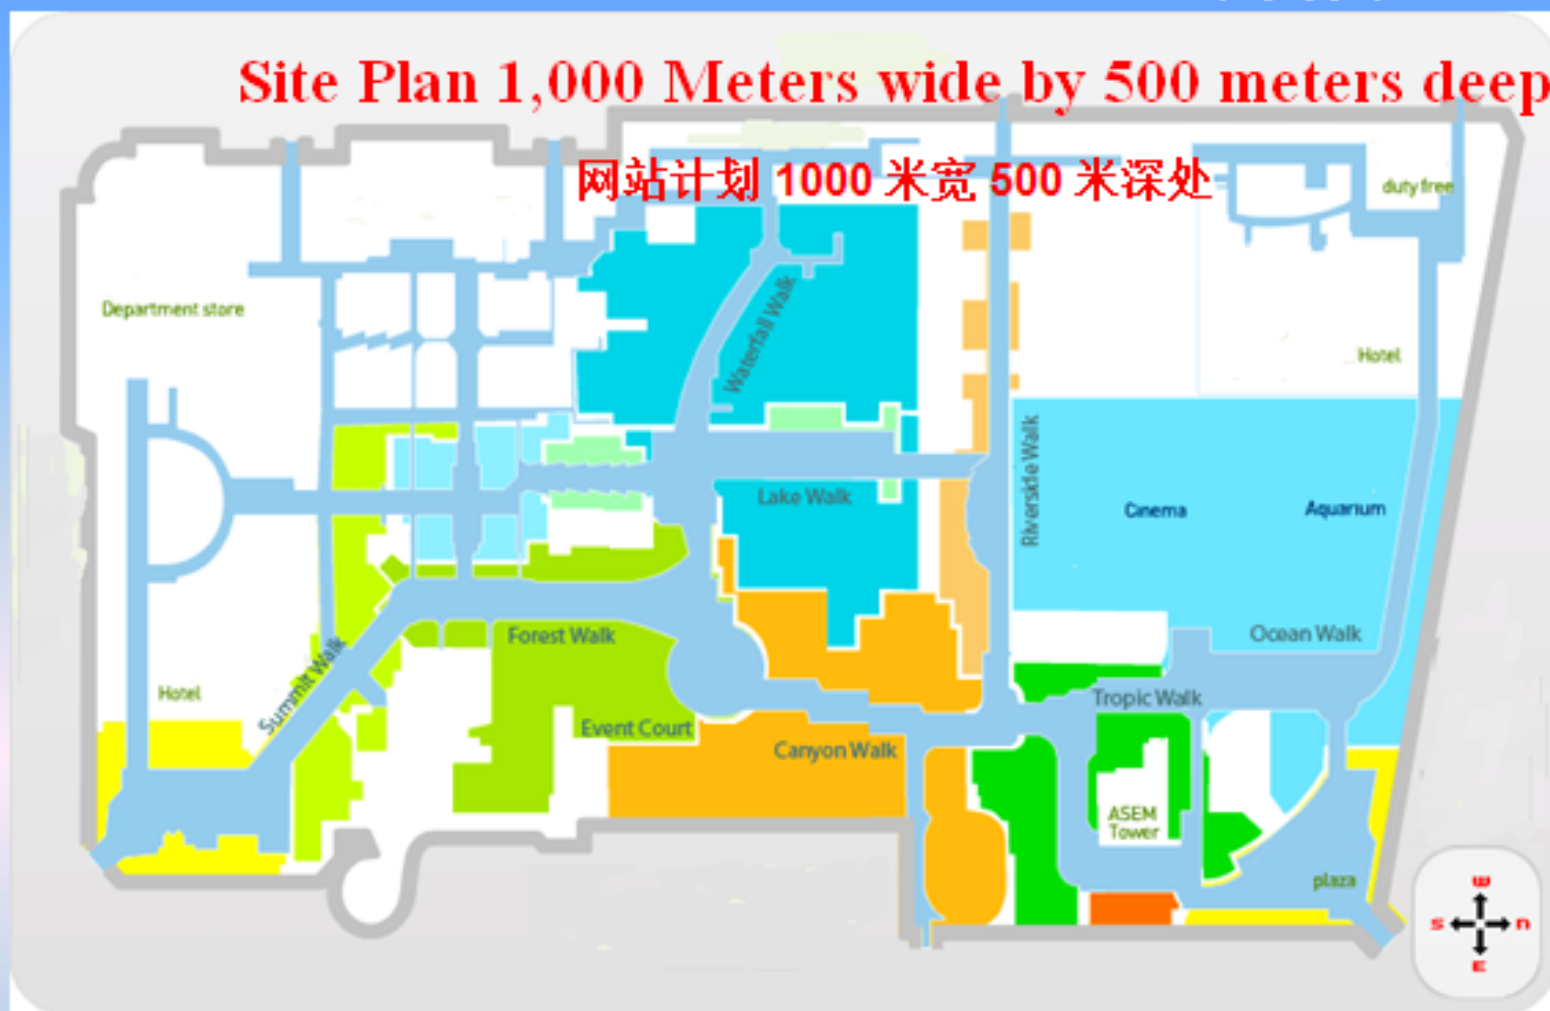 Site Plan 1,000 Meters wide by 500 meters deep
网站计划 1000 米宽 500 米深处
duty free
Department store
Waterfall Walk
Hotel
Riverside Walk
Lake Walk
Cinema
Aquarium
Forest Walk
Ocean Walk
Summit Walk
Hotel
Tropic Walk
Event Court
Canyon Walk
ASEM
Tower
plaza
W
S
n
E